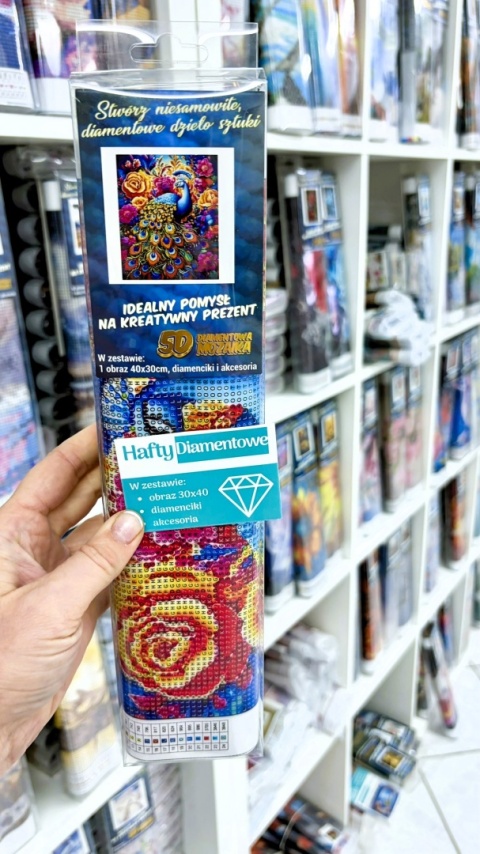 Stwórz niesamowite,
diamentowe dzieło sztuki
IDEALNY POMYSŁ
NA KREATYWNY PREZENT
5D DIAMENTOWA
MOZAIKA
W zestawie:
1 obraz 40x30cm, diamenciki i akcesoria
Hafty Diamentowe
W zestawie:
• obraz 30x40
• diamenciki
• akcesoria